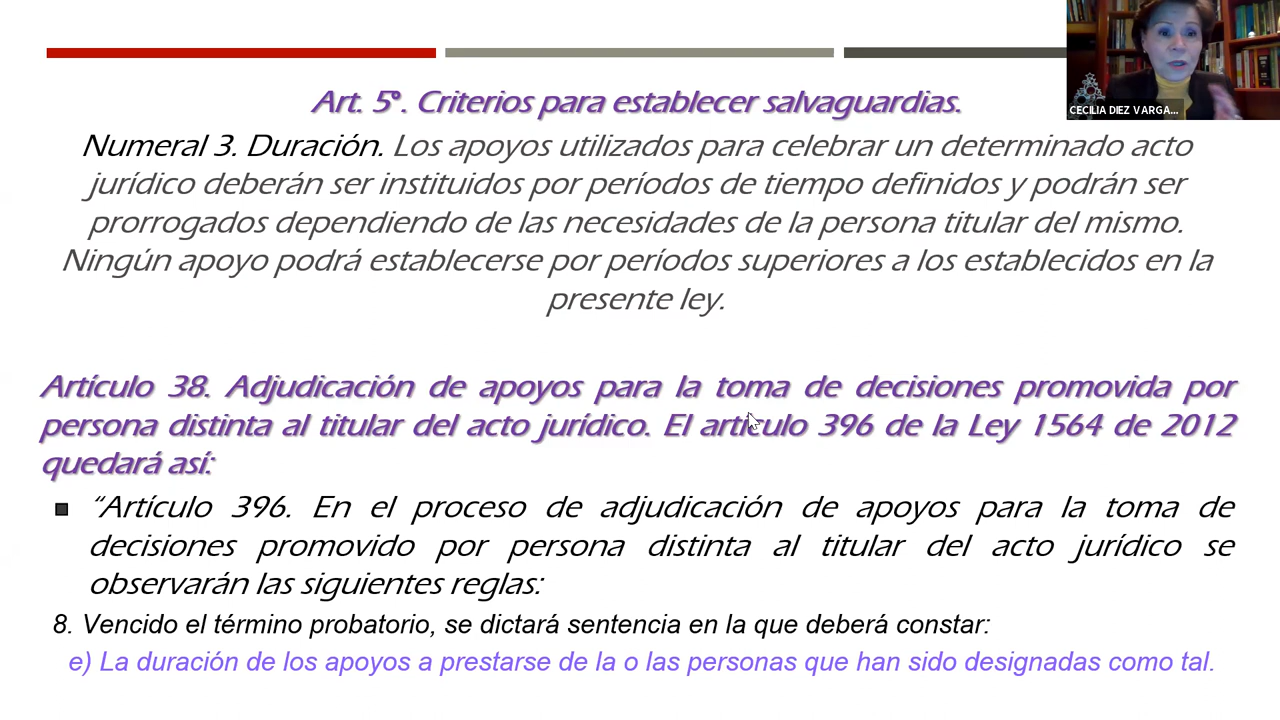 CECILIA DIEZ VARGA...
Art. 5°. Criterios para establecer salvaguardias.
Numeral 3. Duración. Los apoyos utilizados para celebrar un determinado acto
jurídico deberán ser instituidos por períodos de tiempo definidos y podrán ser
prorrogados dependiendo de las necesidades de la persona titular del mismo.
Ningún apoyo podrá establecerse por períodos superiores a los establecidos en la
presente ley.
Artículo 38. Adjudicación de apoyos para la toma de decisiones promovida por
persona distinta al titular del acto jurídico. El artículo 396 de la Ley 1564 de 2012
quedará así:
■ “Artículo 396. En el proceso de adjudicación de apoyos para la toma de
decisiones promovido por persona distinta al titular del acto jurídico se
observarán las siguientes reglas:
8. Vencido el término probatorio, se dictará sentencia en la que deberá constar:
e) La duración de los apoyos a prestarse de la o las personas que han sido designadas como tal.